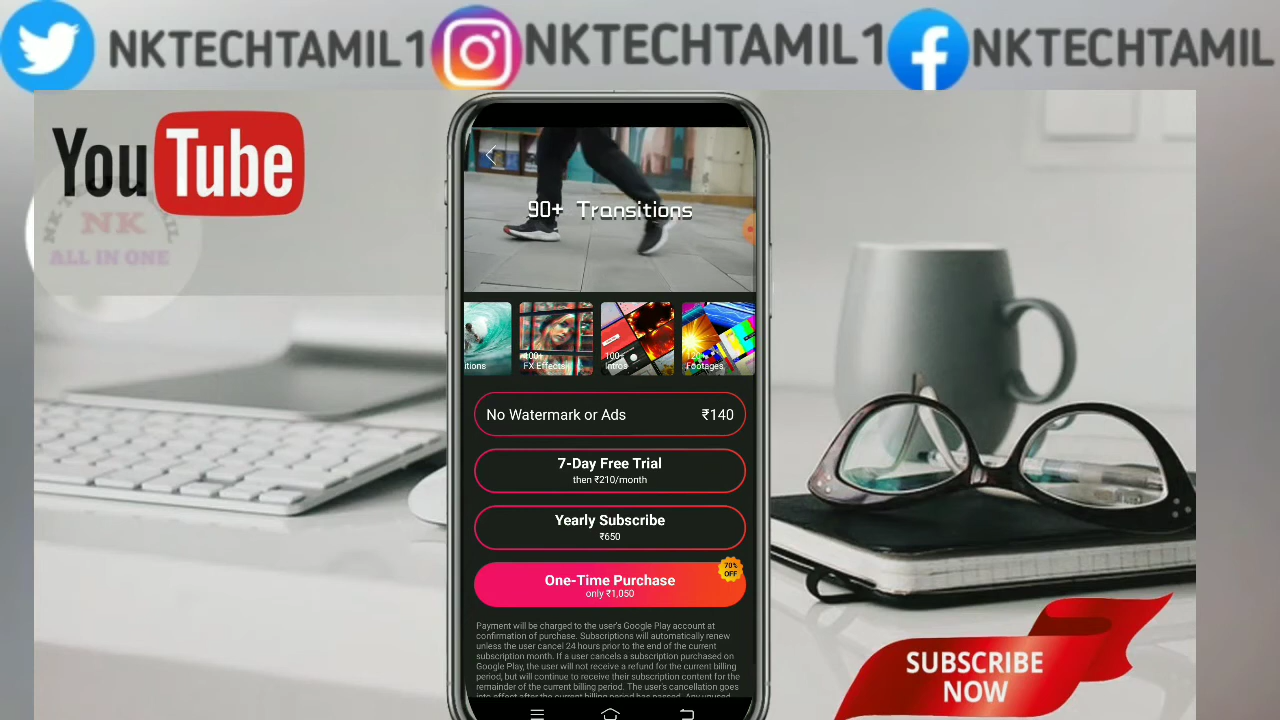 NKTECHTAMIL1 NKTECHTAMIL1 NKTECHTAMIL
YouTube
NK
ALL IN ONE
90+ Transitions
itions
FX Effects
100+
Intros
120+
Footages
No Watermark or Ads ₹140
7-Day Free Trial
then ₹210/month
Yearly Subscribe
₹650
70%
OFF
One-Time Purchase
only ₹1,050
Payment will be charged to the user's Google Play account at
confirmation of purchase. Subscriptions will automatically renew
unless the user cancel 24 hours prior to the end of the current
subscription month. If a user cancels a subscription purchased on
Google Play, the user will not receive a refund for the current billing
period, but will continue to receive their subscription content for the
remainder of the current billing period. The user's cancellation goes
SUBSCRIBE
NOW